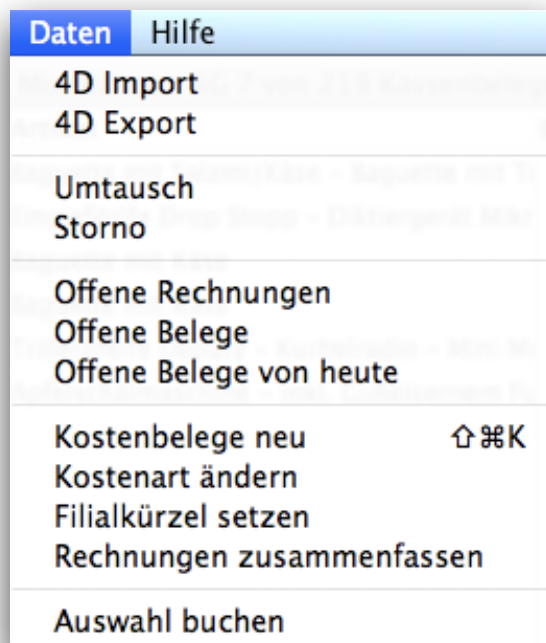 Daten Hilfe
4D Import
4D Export
Umtausch
Storno
Offene Rechnungen
Offene Belege
Offene Belege von heute
Kostenbelege neu ⇧⌘K
Kostenart ändern
Filialkürzel setzen
Rechnungen zusammenfassen
Auswahl buchen